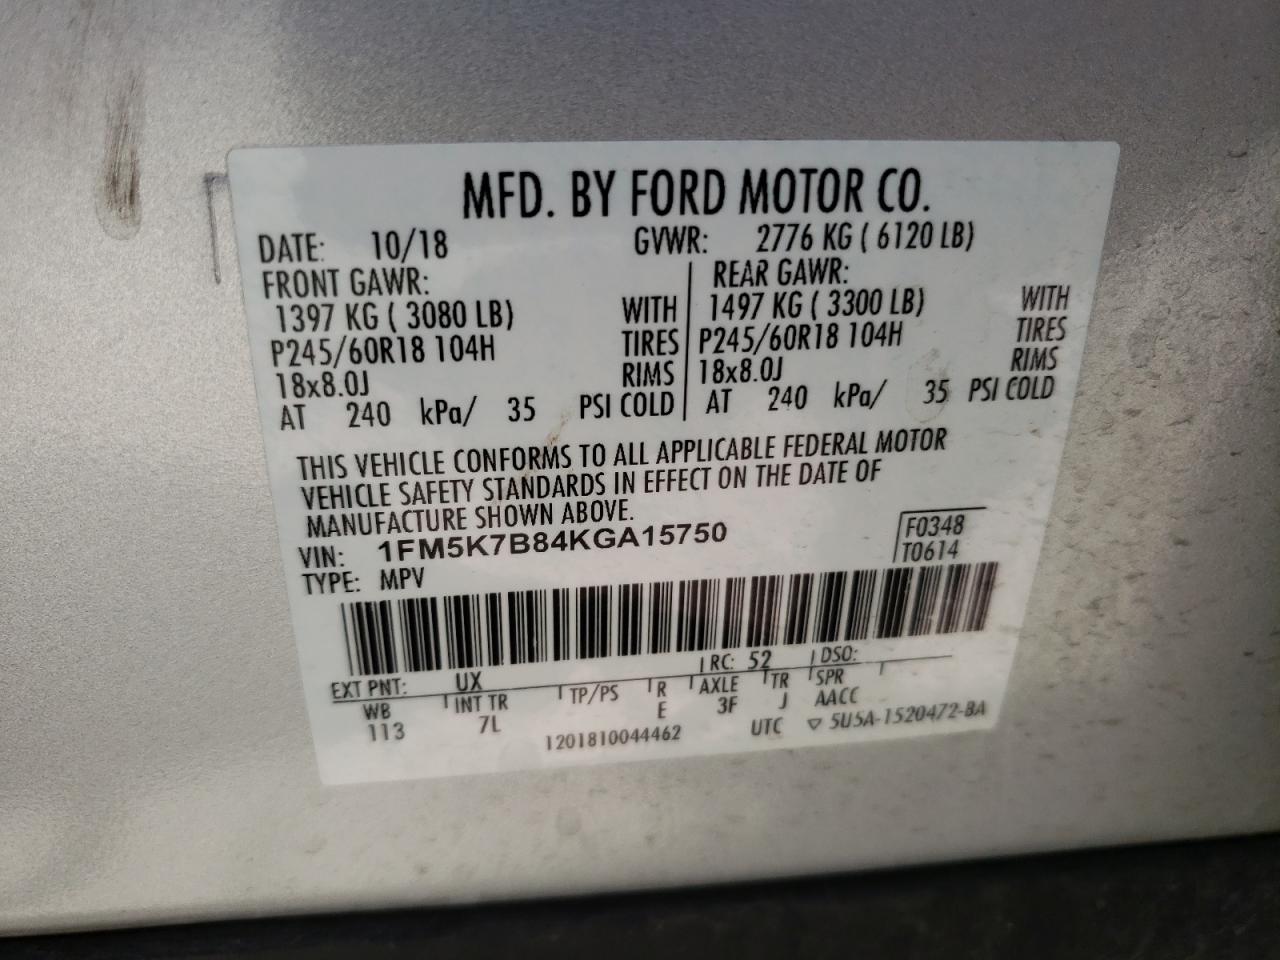 MFD. BY FORD MOTOR CO.
DATE: 10/18 GVWR: 2776 KG ( 6120 LB)
FRONT GAWR: REAR GAWR:
1397 KG ( 3080 LB) WITH 1497 KG ( 3300 LB) WITH
P245/60R18 104H TIRES P245/60R18 104H TIRES
18x8.0J RIMS 18x8.0J RIMS
AT 240 kPa/ 35 PSI COLD AT 240 kPa/ 35 PSI COLD
THIS VEHICLE CONFORMS TO ALL APPLICABLE FEDERAL MOTOR
VEHICLE SAFETY STANDARDS IN EFFECT ON THE DATE OF
MANUFACTURE SHOWN ABOVE.
VIN: 1FM5K7B84KGA15750 F0348
TYPE: MPV T0614
EXT PNT: UX RC: 52 DSO:
WB INT TR TP/PS R AXLE TR SPR
113 7L E 3F J AACC
1201810044462 UTC ▽ 5U5A-1520472-BA